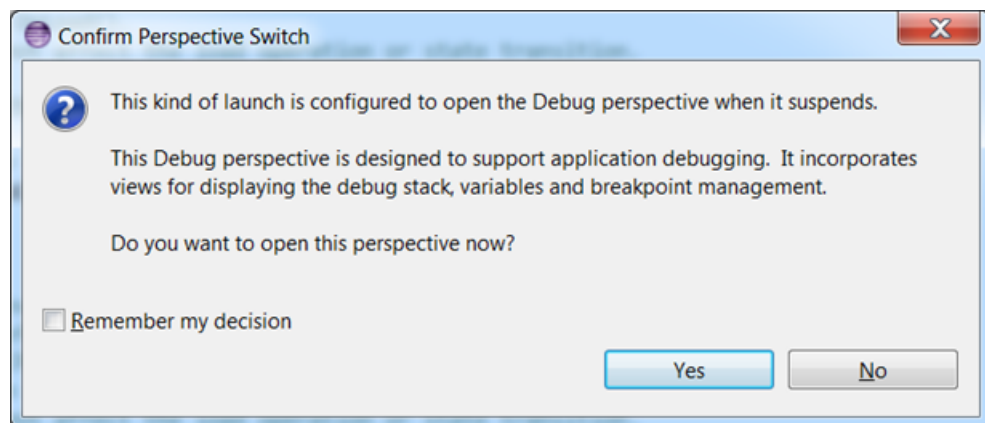 Confirm Perspective Switch
This kind of launch is configured to open the Debug perspective when it suspends.
This Debug perspective is designed to support application debugging.  It incorporates
views for displaying the debug stack, variables and breakpoint management.
Do you want to open this perspective now?
Remember my decision
Yes
No